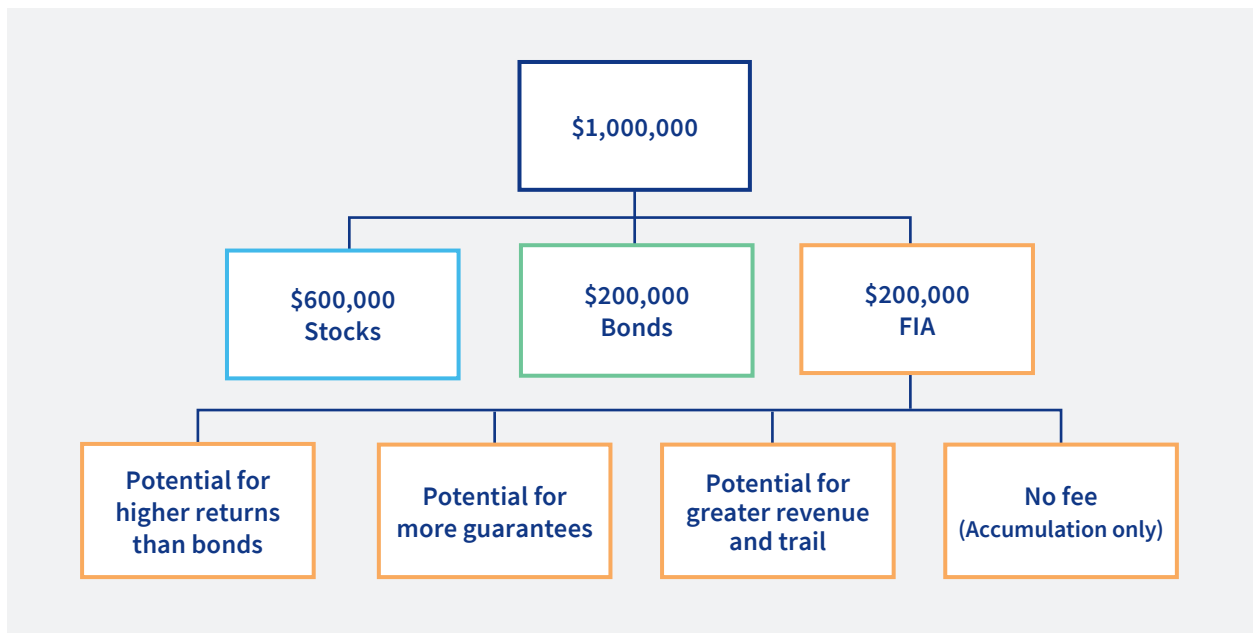 $1,000,000
$600,000
Stocks
$200,000
Bonds
$200,000
FIA
Potential for
higher returns
than bonds
Potential for
more guarantees
Potential for
greater revenue
and trail
No fee
(Accumulation only)